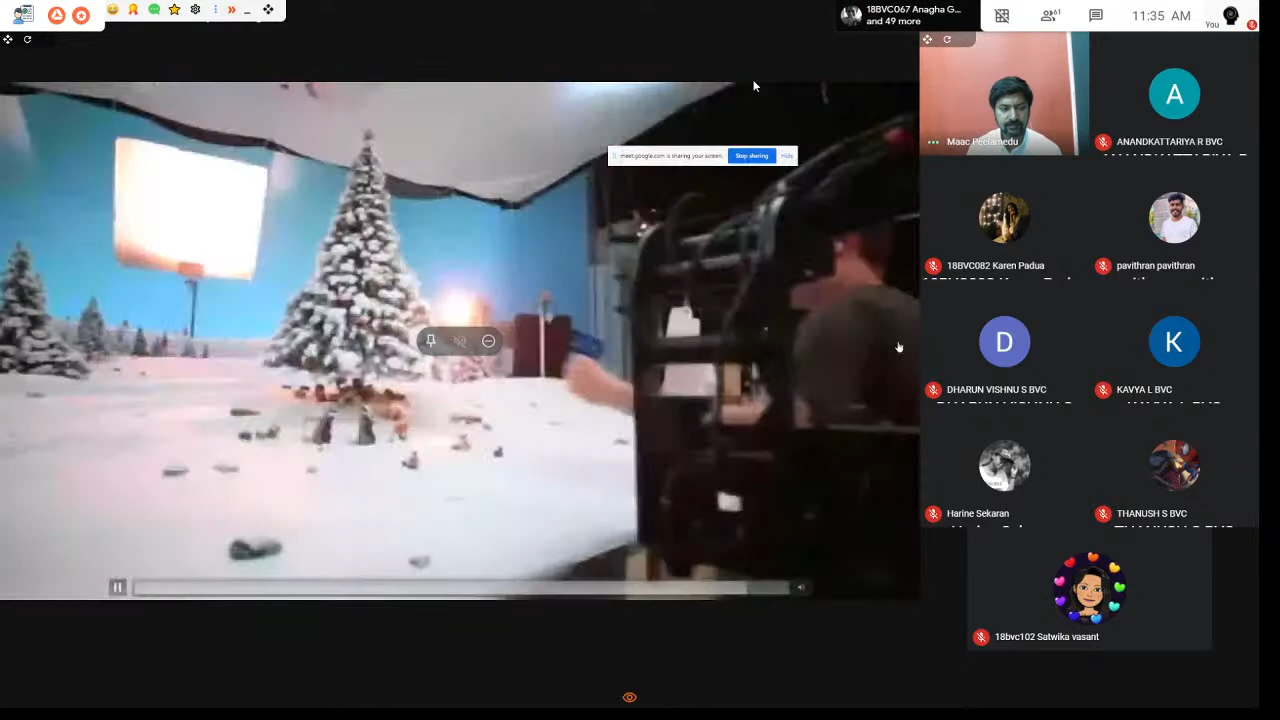 18BVC067 Anagha G...
and 49 more
61
11:35 AM
You
meet.google.com is sharing your screen.
Stop sharing
Hide
Maac Peelamedu
ANANDKATTARIYA R BVC
18BVC082 Karen Padua
pavithran pavithran
D
DHARUN VISHNU S BVC
K
KAVYA L BVC
A
Harine Sekaran
THANUSH S BVC
18bvc102 Satwika vasant